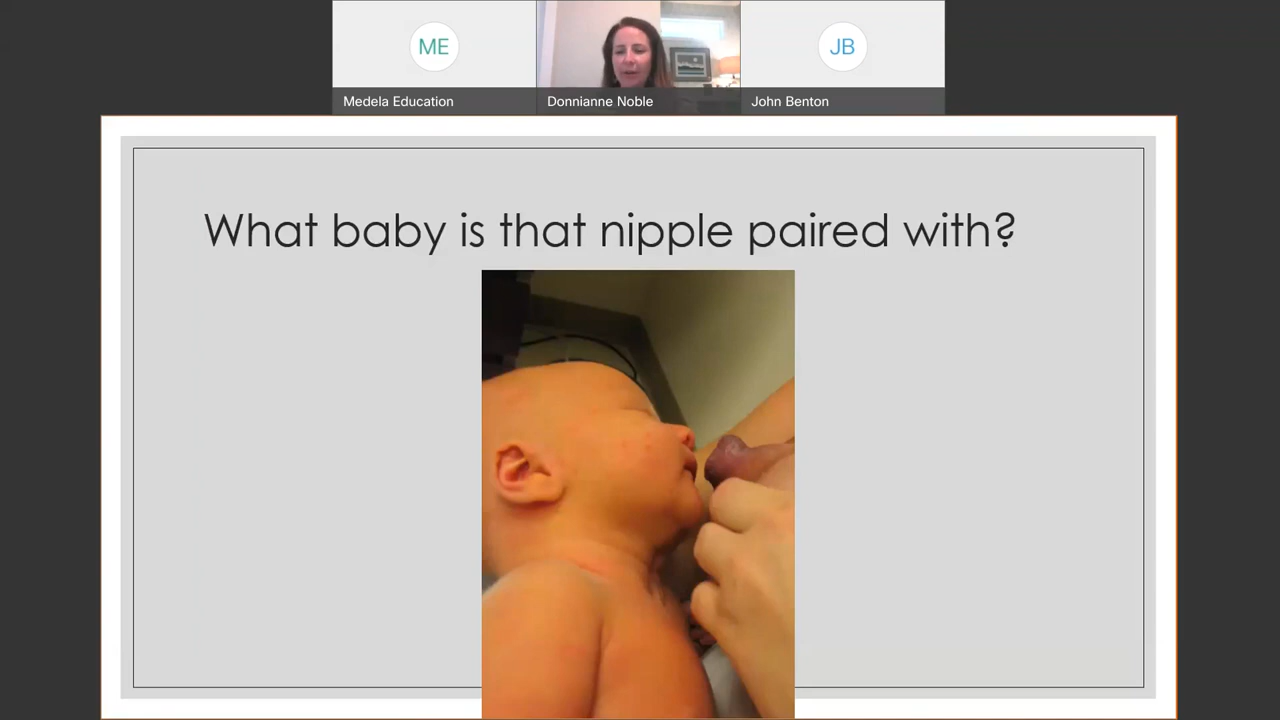 ME
JB
Medela Education
Donnianne Noble
John Benton
What baby is that nipple paired with?